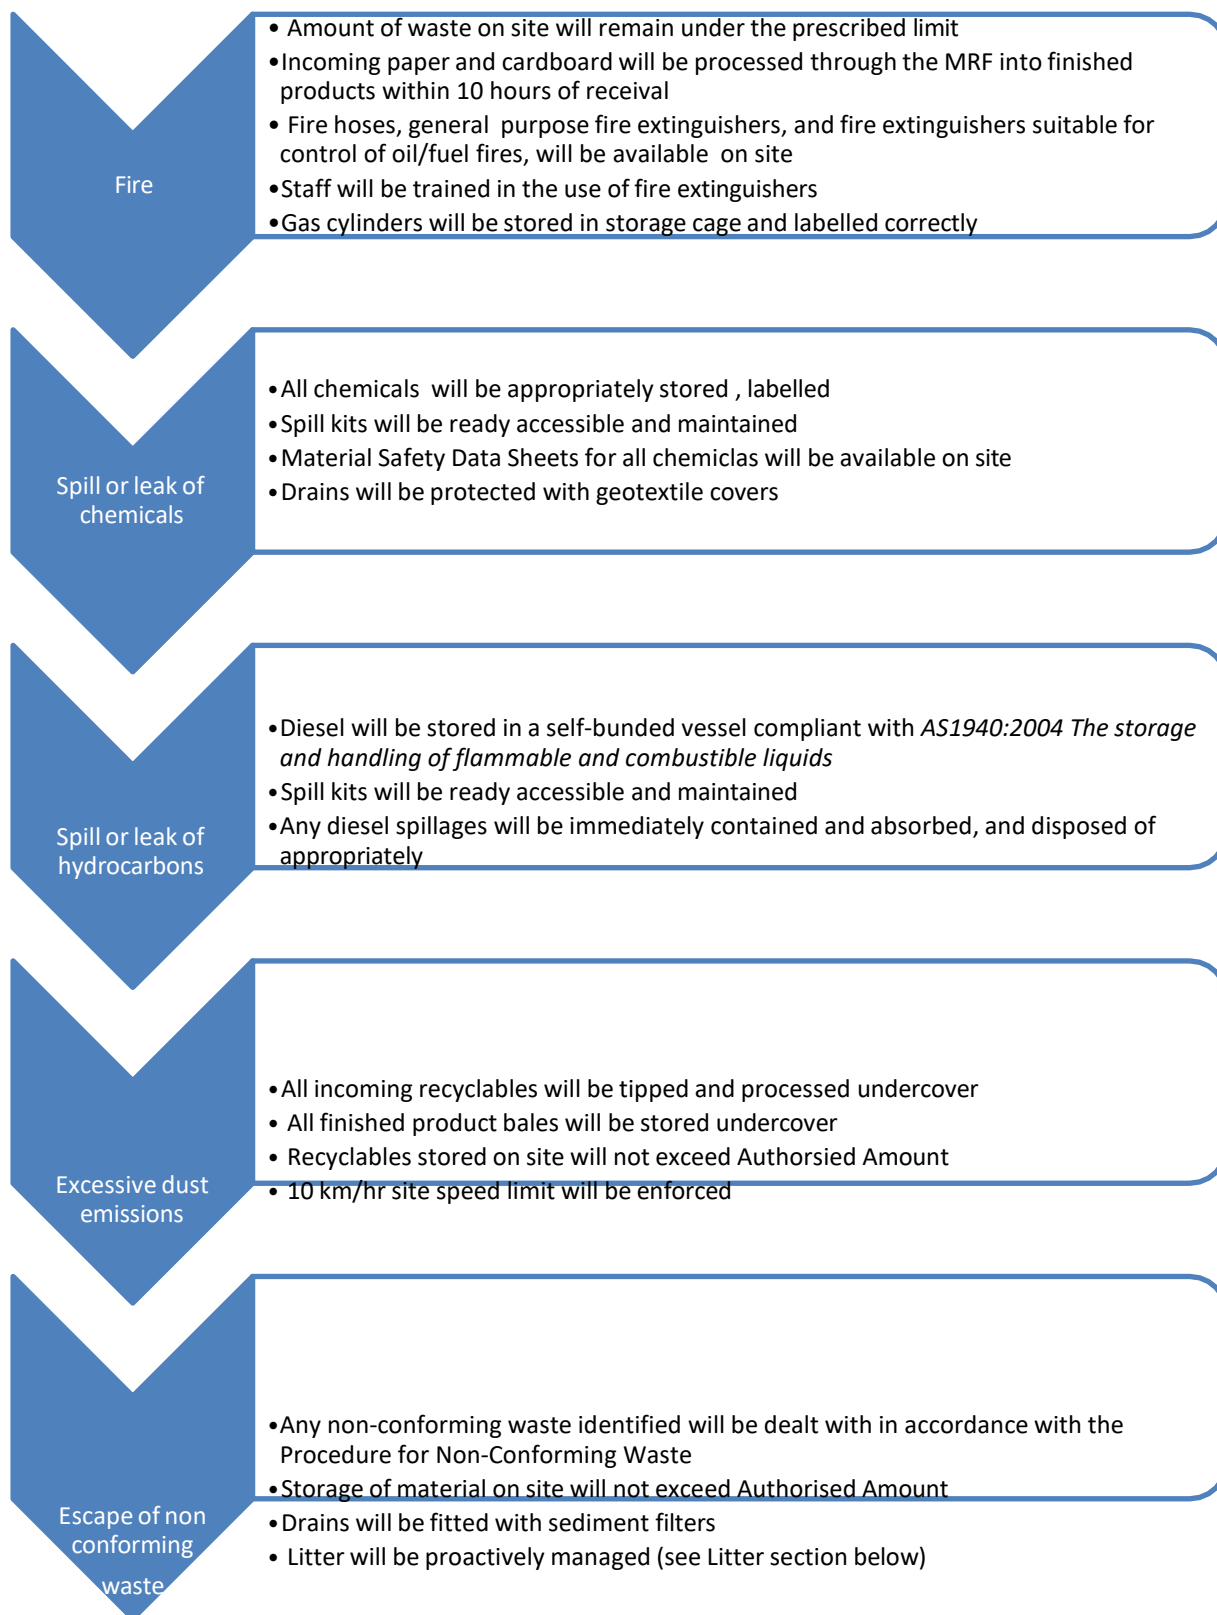 • Amount of waste on site will remain under the prescribed limit
•Incoming paper and cardboard will be processed through the MRF into finished
products within 10 hours of receival
• Fire hoses, general purpose fire extinguishers, and fire extinguishers suitable for
control of oil/fuel fires, will be available on site
•Staff will be trained in the use of fire extinguishers
•Gas cylinders will be stored in storage cage and labelled correctly
Fire
•All chemicals will be appropriately stored , labelled
•Spill kits will be ready accessible and maintained
•Material Safety Data Sheets for all chemiclas will be available on site
•Drains will be protected with geotextile covers
Spill or leak of
chemicals
•Diesel will be stored in a self-bunded vessel compliant with AS1940:2004 The storage
and handling of flammable and combustible liquids
•Spill kits will be ready accessible and maintained
•Any diesel spillages will be immediately contained and absorbed, and disposed of
appropriately
Spill or leak of
hydrocarbons
•All incoming recyclables will be tipped and processed undercover
• All finished product bales will be stored undercover
• Recyclables stored on site will not exceed Authorsied Amount
• 10 km/hr site speed limit will be enforced
Excessive dust
emissions
•Any non-conforming waste identified will be dealt with in accordance with the
Procedure for Non-Conforming Waste
•Storage of material on site will not exceed Authorised Amount
•Drains will be fitted with sediment filters
• Litter will be proactively managed (see Litter section below)
Escape of non
conforming
waste